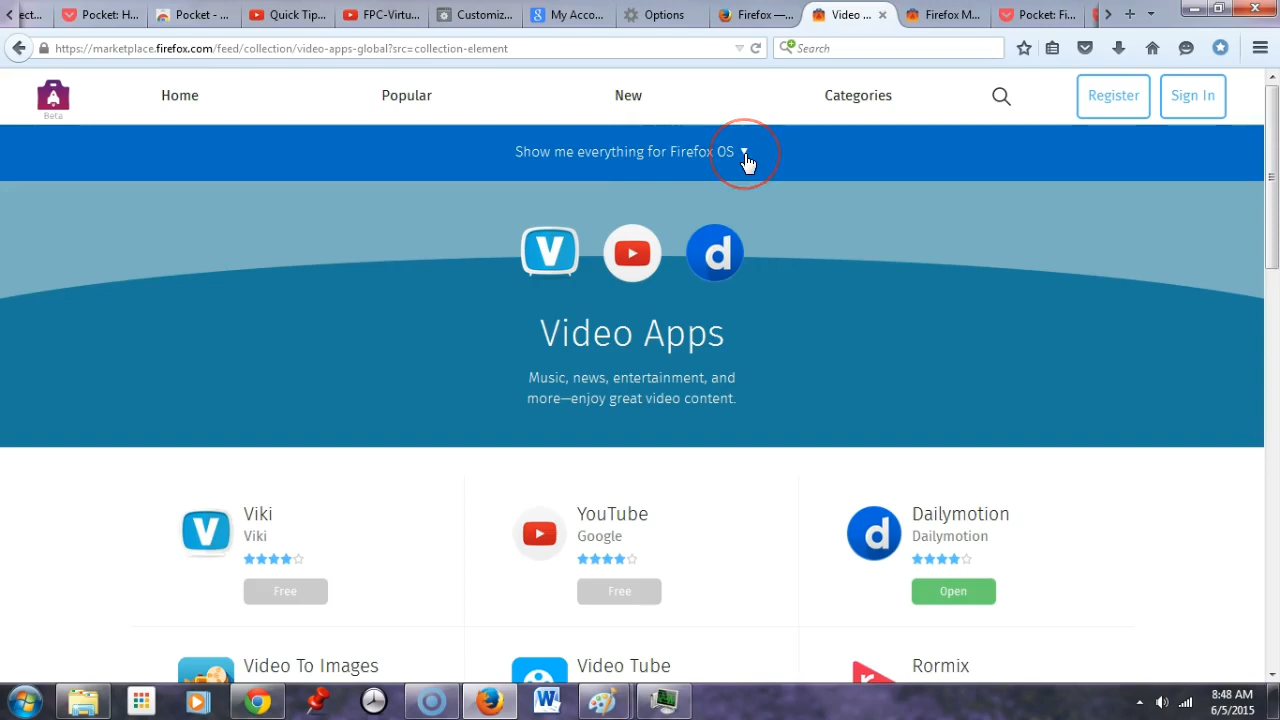 ect...
Pocket: H...
Pocket - ...
Quick Tip...
FPC-Virtu...
Customiz...
My Acco...
Options
Firefox —...
Video ...
Firefox M...
Pocket: Fi...
https://marketplace.firefox.com/feed/collection/video-apps-global?src=collection-element
Search
Beta
Home
Popular
New
Categories
Register
Sign In
Show me everything for Firefox OS
Video Apps
Music, news, entertainment, and
more—enjoy great video content.
Viki
Viki
Free
YouTube
Google
Free
Dailymotion
Dailymotion
Open
Video To Images
Video Tube
Rormix
8:48 AM
6/5/2015